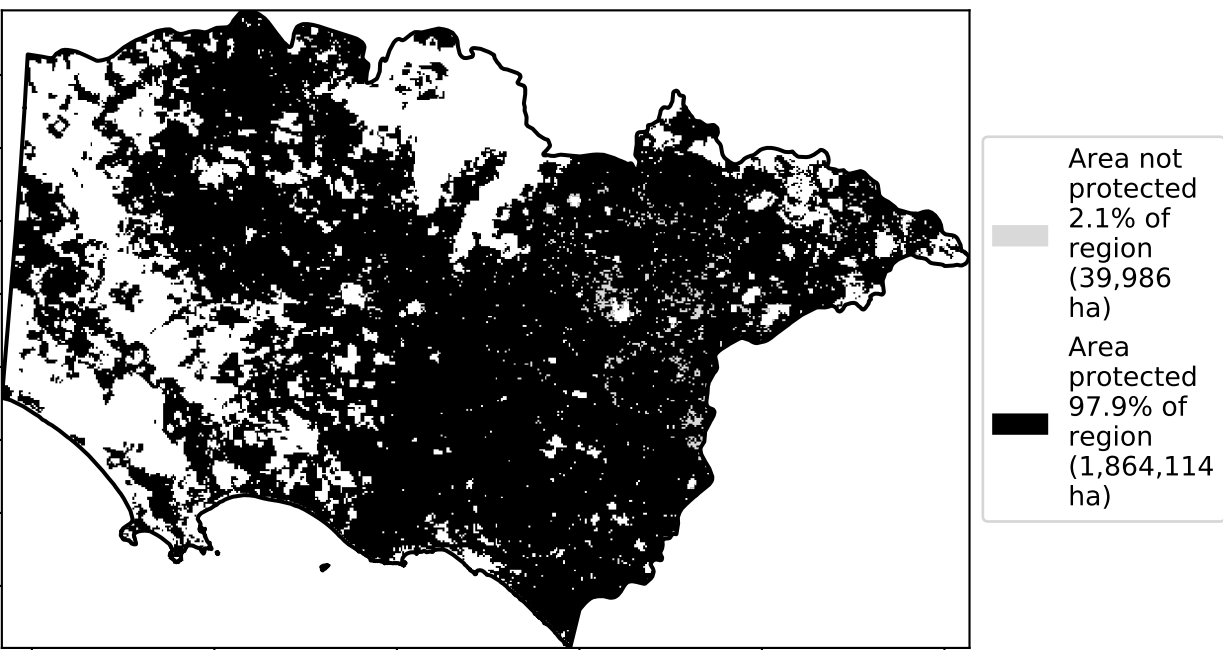 Area not
protected
2.1% of
region
(39,986
ha)
Area
protected
97.9% of
region
(1,864,114
ha)